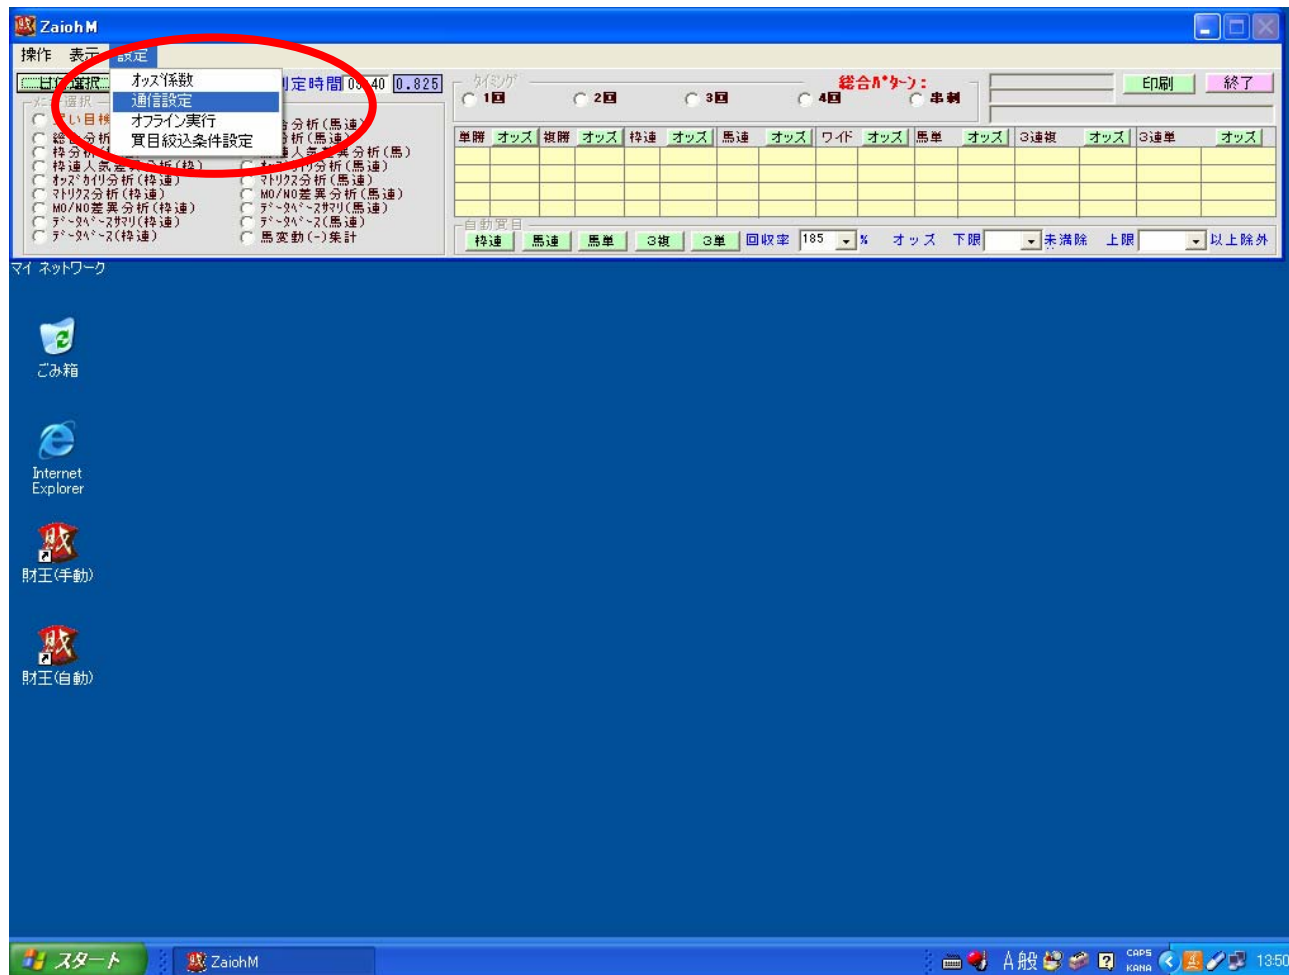 ZaiohM
操作 表示 設定
オッズ係数
通信設定
オフライン実行
買目絞込条件設定
定時間 0.825
タイミング
1回 2回 3回 4回 串刺
総合パターン:
印刷 終了
単勝 オッズ 複勝 オッズ 枠連 オッズ 馬連 オッズ ワイド オッズ 馬単 オッズ 3連複 オッズ 3連単 オッズ
選択
分析(馬連)
分析(馬連)
分析(馬)
枠連人気差異分析(枠)
オッズカイリ分析(枠連) オッズカイリ分析(馬連)
マトリクス分析(枠連) マトリクス分析(馬連)
MO/NO差異分析(枠連) MO/NO差異分析(馬連)
データベースサマリ(枠連) データベースサマリ(馬連)
データベース(枠連) データベース(馬連)
馬変動(-)集計
自動買目
枠連 馬連 馬単 3複 3単 回収率 185 % オッズ 下限 未満除 上限 以上除外
マイ ネットワーク
ごみ箱
Internet
Explorer
財王(手動)
財王(自動)
スタート ZaiohM A般 CAPS KANA 13:50